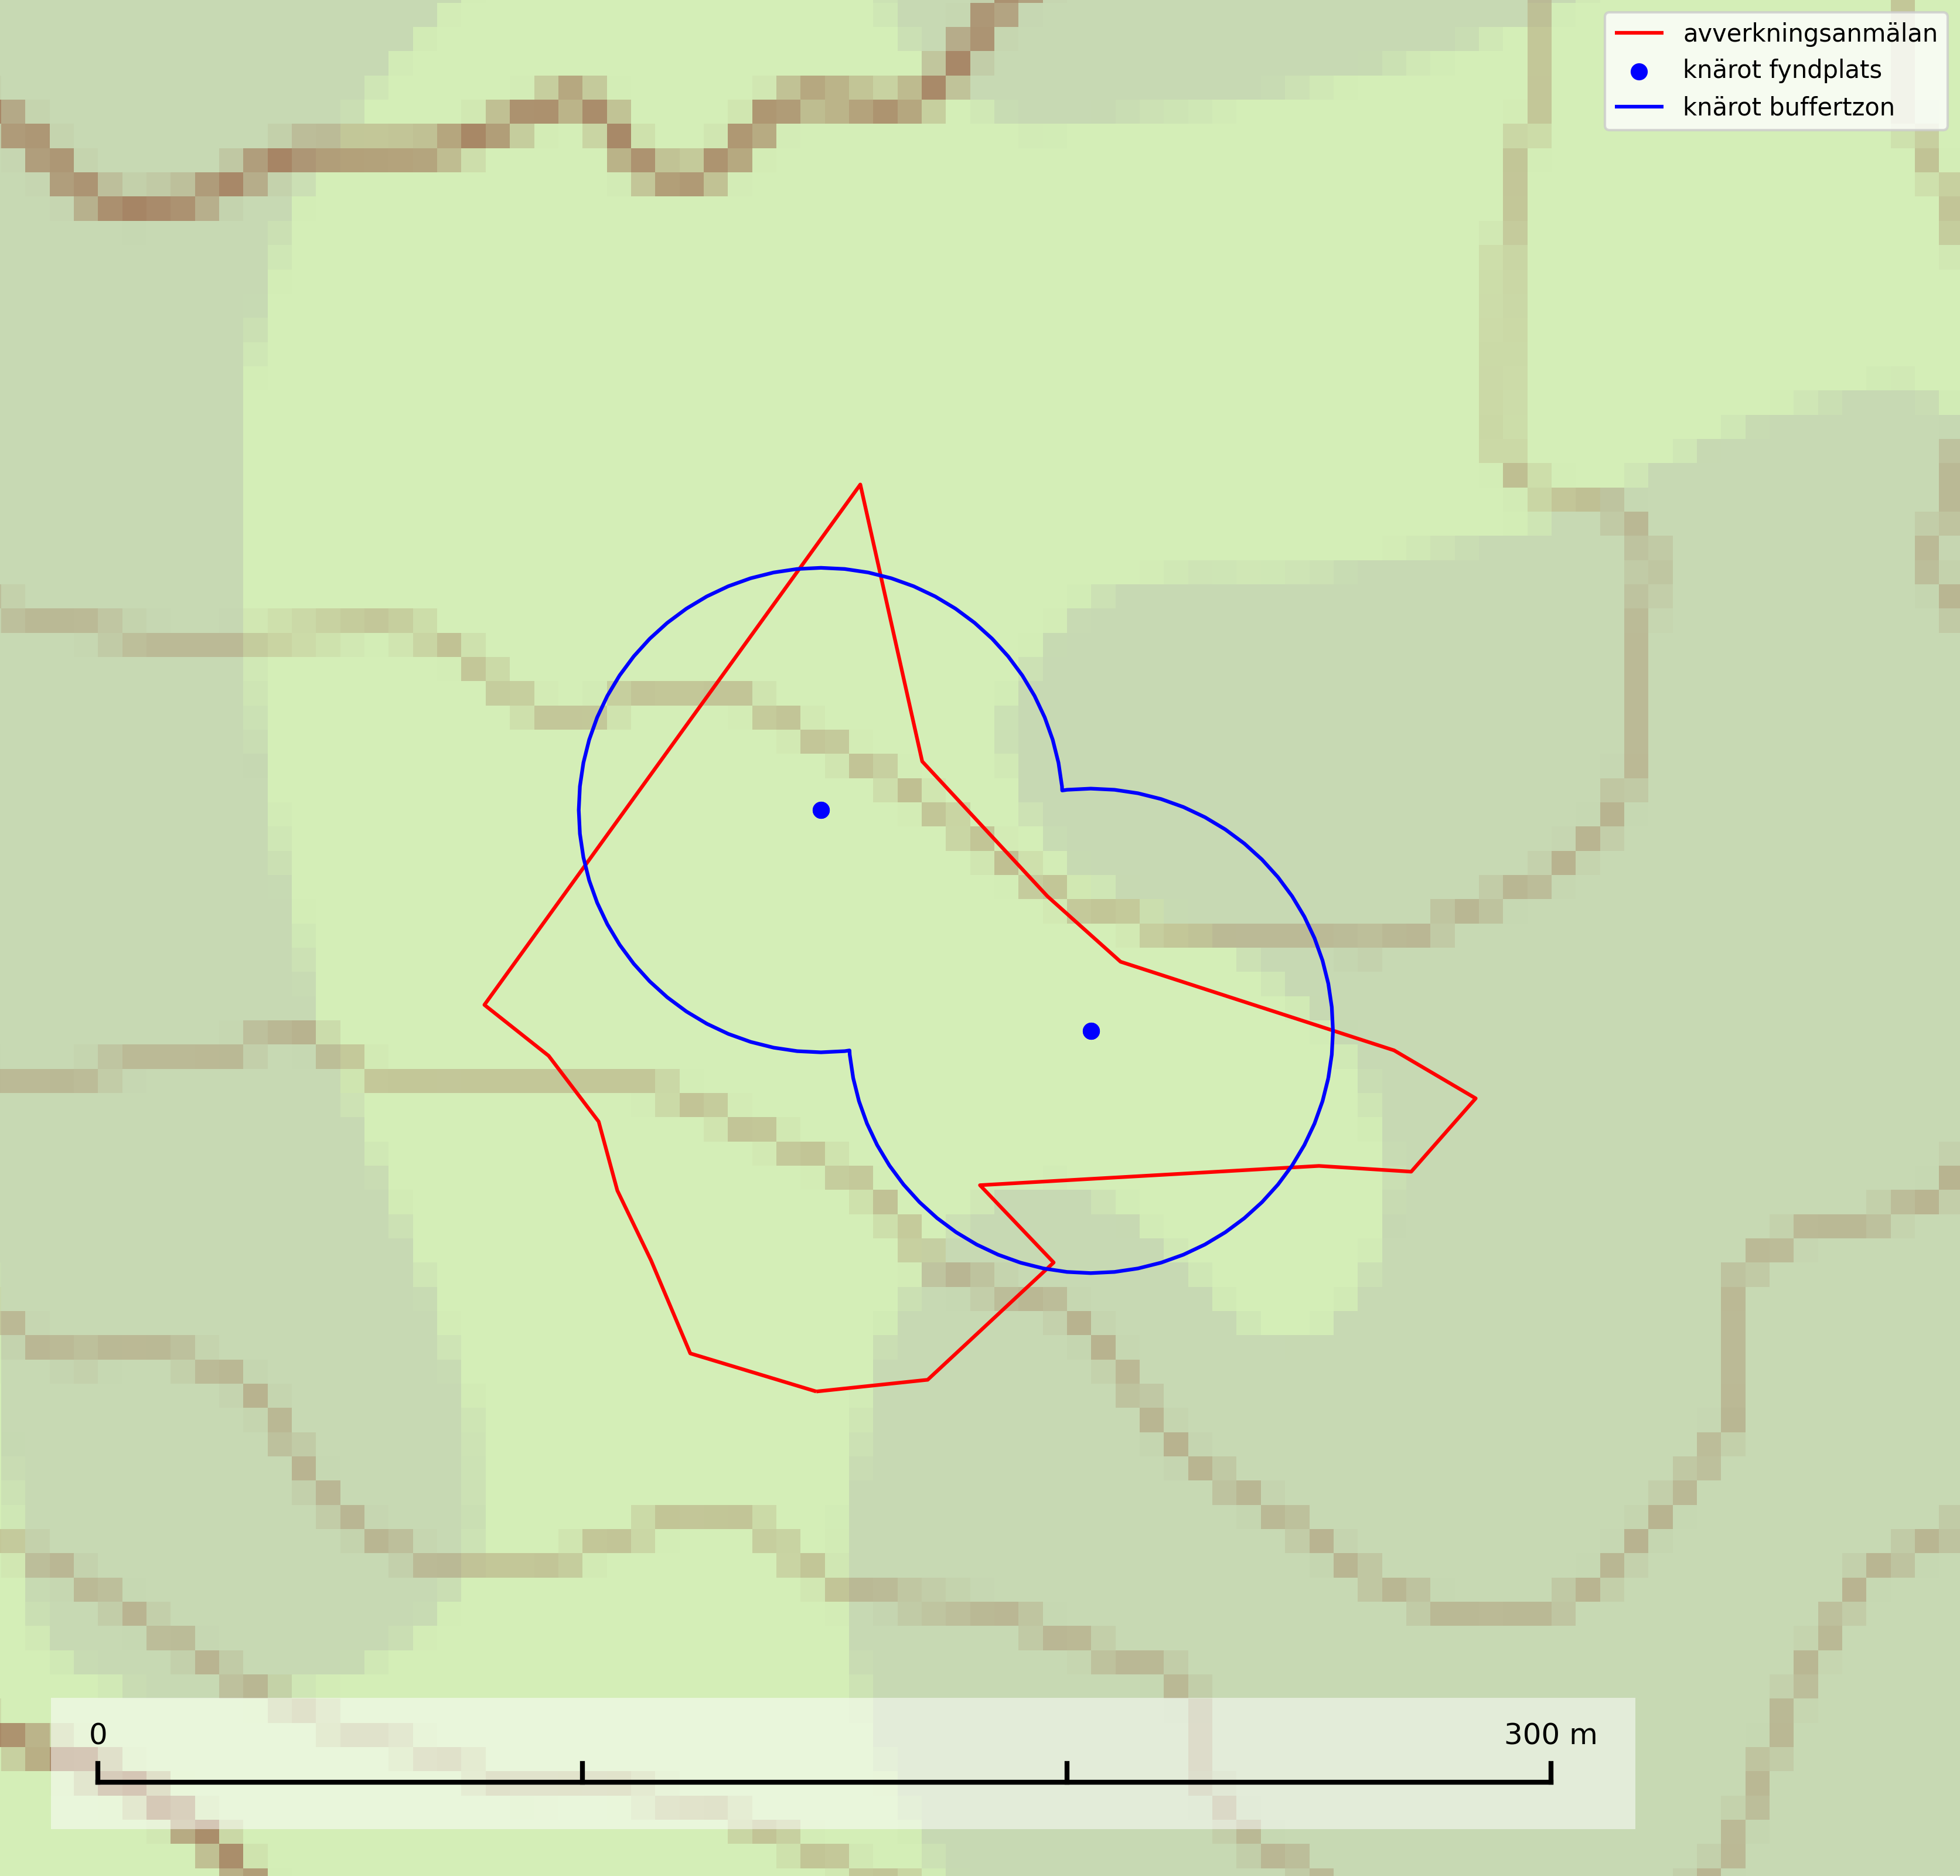 avverkningsanmälan
knärot fyndplats
knärot buffertzon
0 300 m